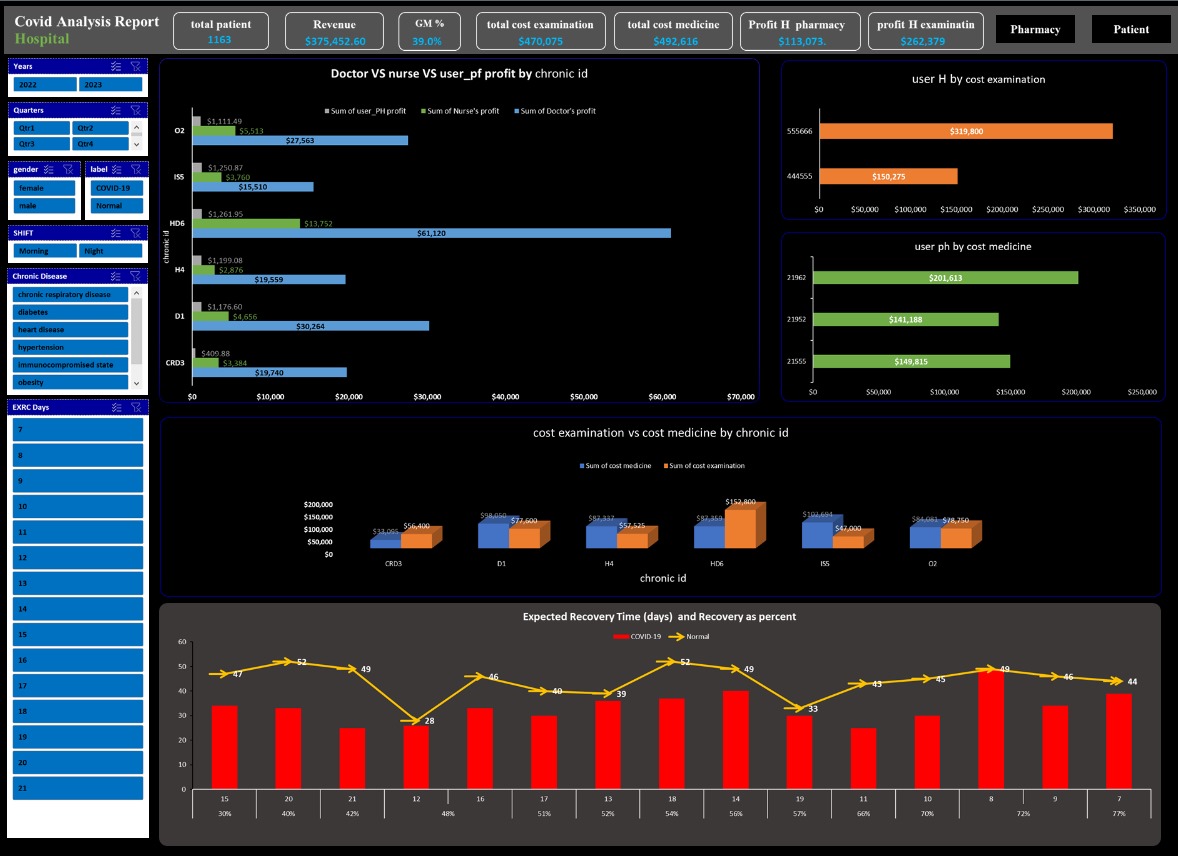 Covid Analysis Report
Hospital
total patient
1163
Revenue
$375,452.60
GM %
39.0%
total cost examination
$470,075
total cost medicine
$492,616
Profit H pharmacy
$113,073.
profit H examinatin
$262,379
Pharmacy
Patient
Years
2022 2023
Quarters
Qtr1 Qtr2
Qtr3 Qtr4
gender
female
male
label
COVID-19
Normal
SHIFT
Morning Night
Chronic Disease
chronic respiratory disease
diabetes
heart disease
hypertension
immunocompromised state
obesity
EXRC Days
7
8
9
10
11
12
13
14
15
16
17
18
19
20
21
Doctor VS nurse VS user_pf profit by chronic id
Sum of user_PH profit Sum of Nurse's profit Sum of Doctor's profit
chronic id
O2
$1,111.49
$5,513
$27,563
IS5
$1,250.87
$3,760
$15,510
HD6
$1,261.95
$13,752
$61,120
H4
$1,199.08
$2,876
$19,559
D1
$1,176.60
$4,656
$30,264
CRD3
$409.88
$3,384
$19,740
$0 $10,000 $20,000 $30,000 $40,000 $50,000 $60,000 $70,000
user H by cost examination
555666 $319,800
444555 $150,275
$0 $50,000 $100,000 $150,000 $200,000 $250,000 $300,000 $350,000
user ph by cost medicine
21962 $201,613
21952 $141,188
21555 $149,815
$0 $50,000 $100,000 $150,000 $200,000 $250,000
cost examination vs cost medicine by chronic id
Sum of cost medicine Sum of cost examination
$200,000
$150,000
$100,000
$50,000
$0
$33,095 $56,400
$98,050 $77,600
$87,337 $57,525
$87,359 $152,800
$102,694 $47,000
$84,081 $78,750
CRD3 D1 H4 HD6 IS5 O2
chronic id
Expected Recovery Time (days) and Recovery as percent
COVID-19 Normal
60
50
40
30
20
10
0
47 52 49 28 46 40 39 52 49 33 43 45 49 46 44
15 20 21 12 16 17 13 18 14 19 11 10 8 9 7
30% 40% 42% 48% 51% 52% 54% 56% 57% 66% 70% 72% 77%